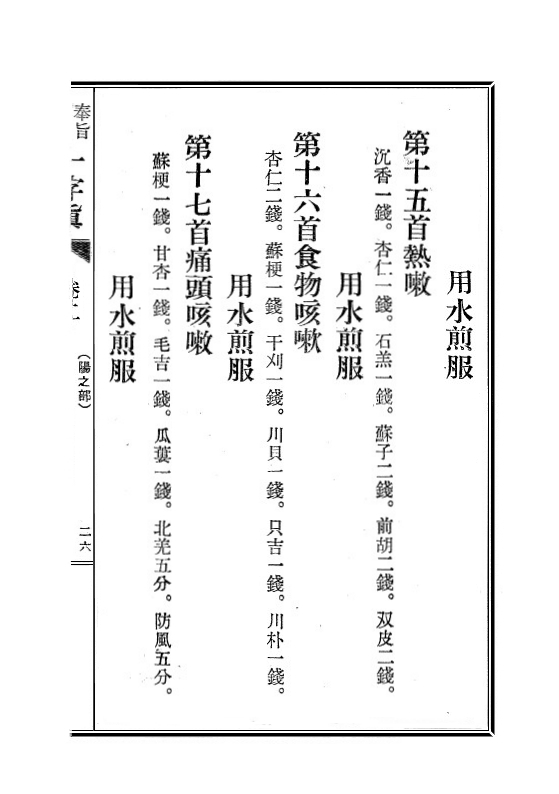 用水煎服
第十五首熱嗽
沉香一錢。杏仁一錢。石羔一錢。蘇子二錢。前胡二錢。双皮二錢。
用水煎服
第十六首食物咳嗽
杏仁二錢。蘇梗一錢。干刈一錢。川貝一錢。只吉一錢。川朴一錢。
用水煎服
第十七首痛頭咳嗽
蘇梗一錢。甘杏一錢。毛吉一錢。瓜蔞一錢。北羌五分。防風五分。
用水煎服
奉旨
(陽之部)
二六